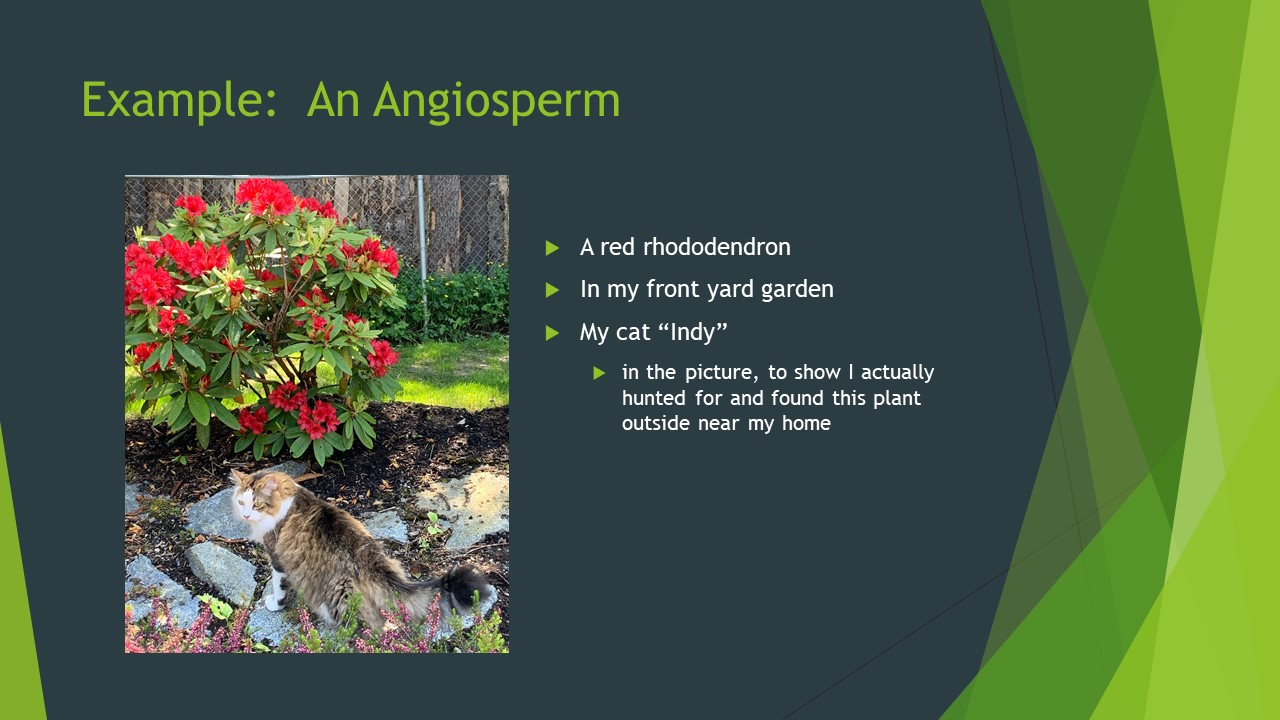 Example:  An Angiosperm
A red rhododendron
In my front yard garden
My cat “Indy”
in the picture, to show I actually
hunted for and found this plant
outside near my home